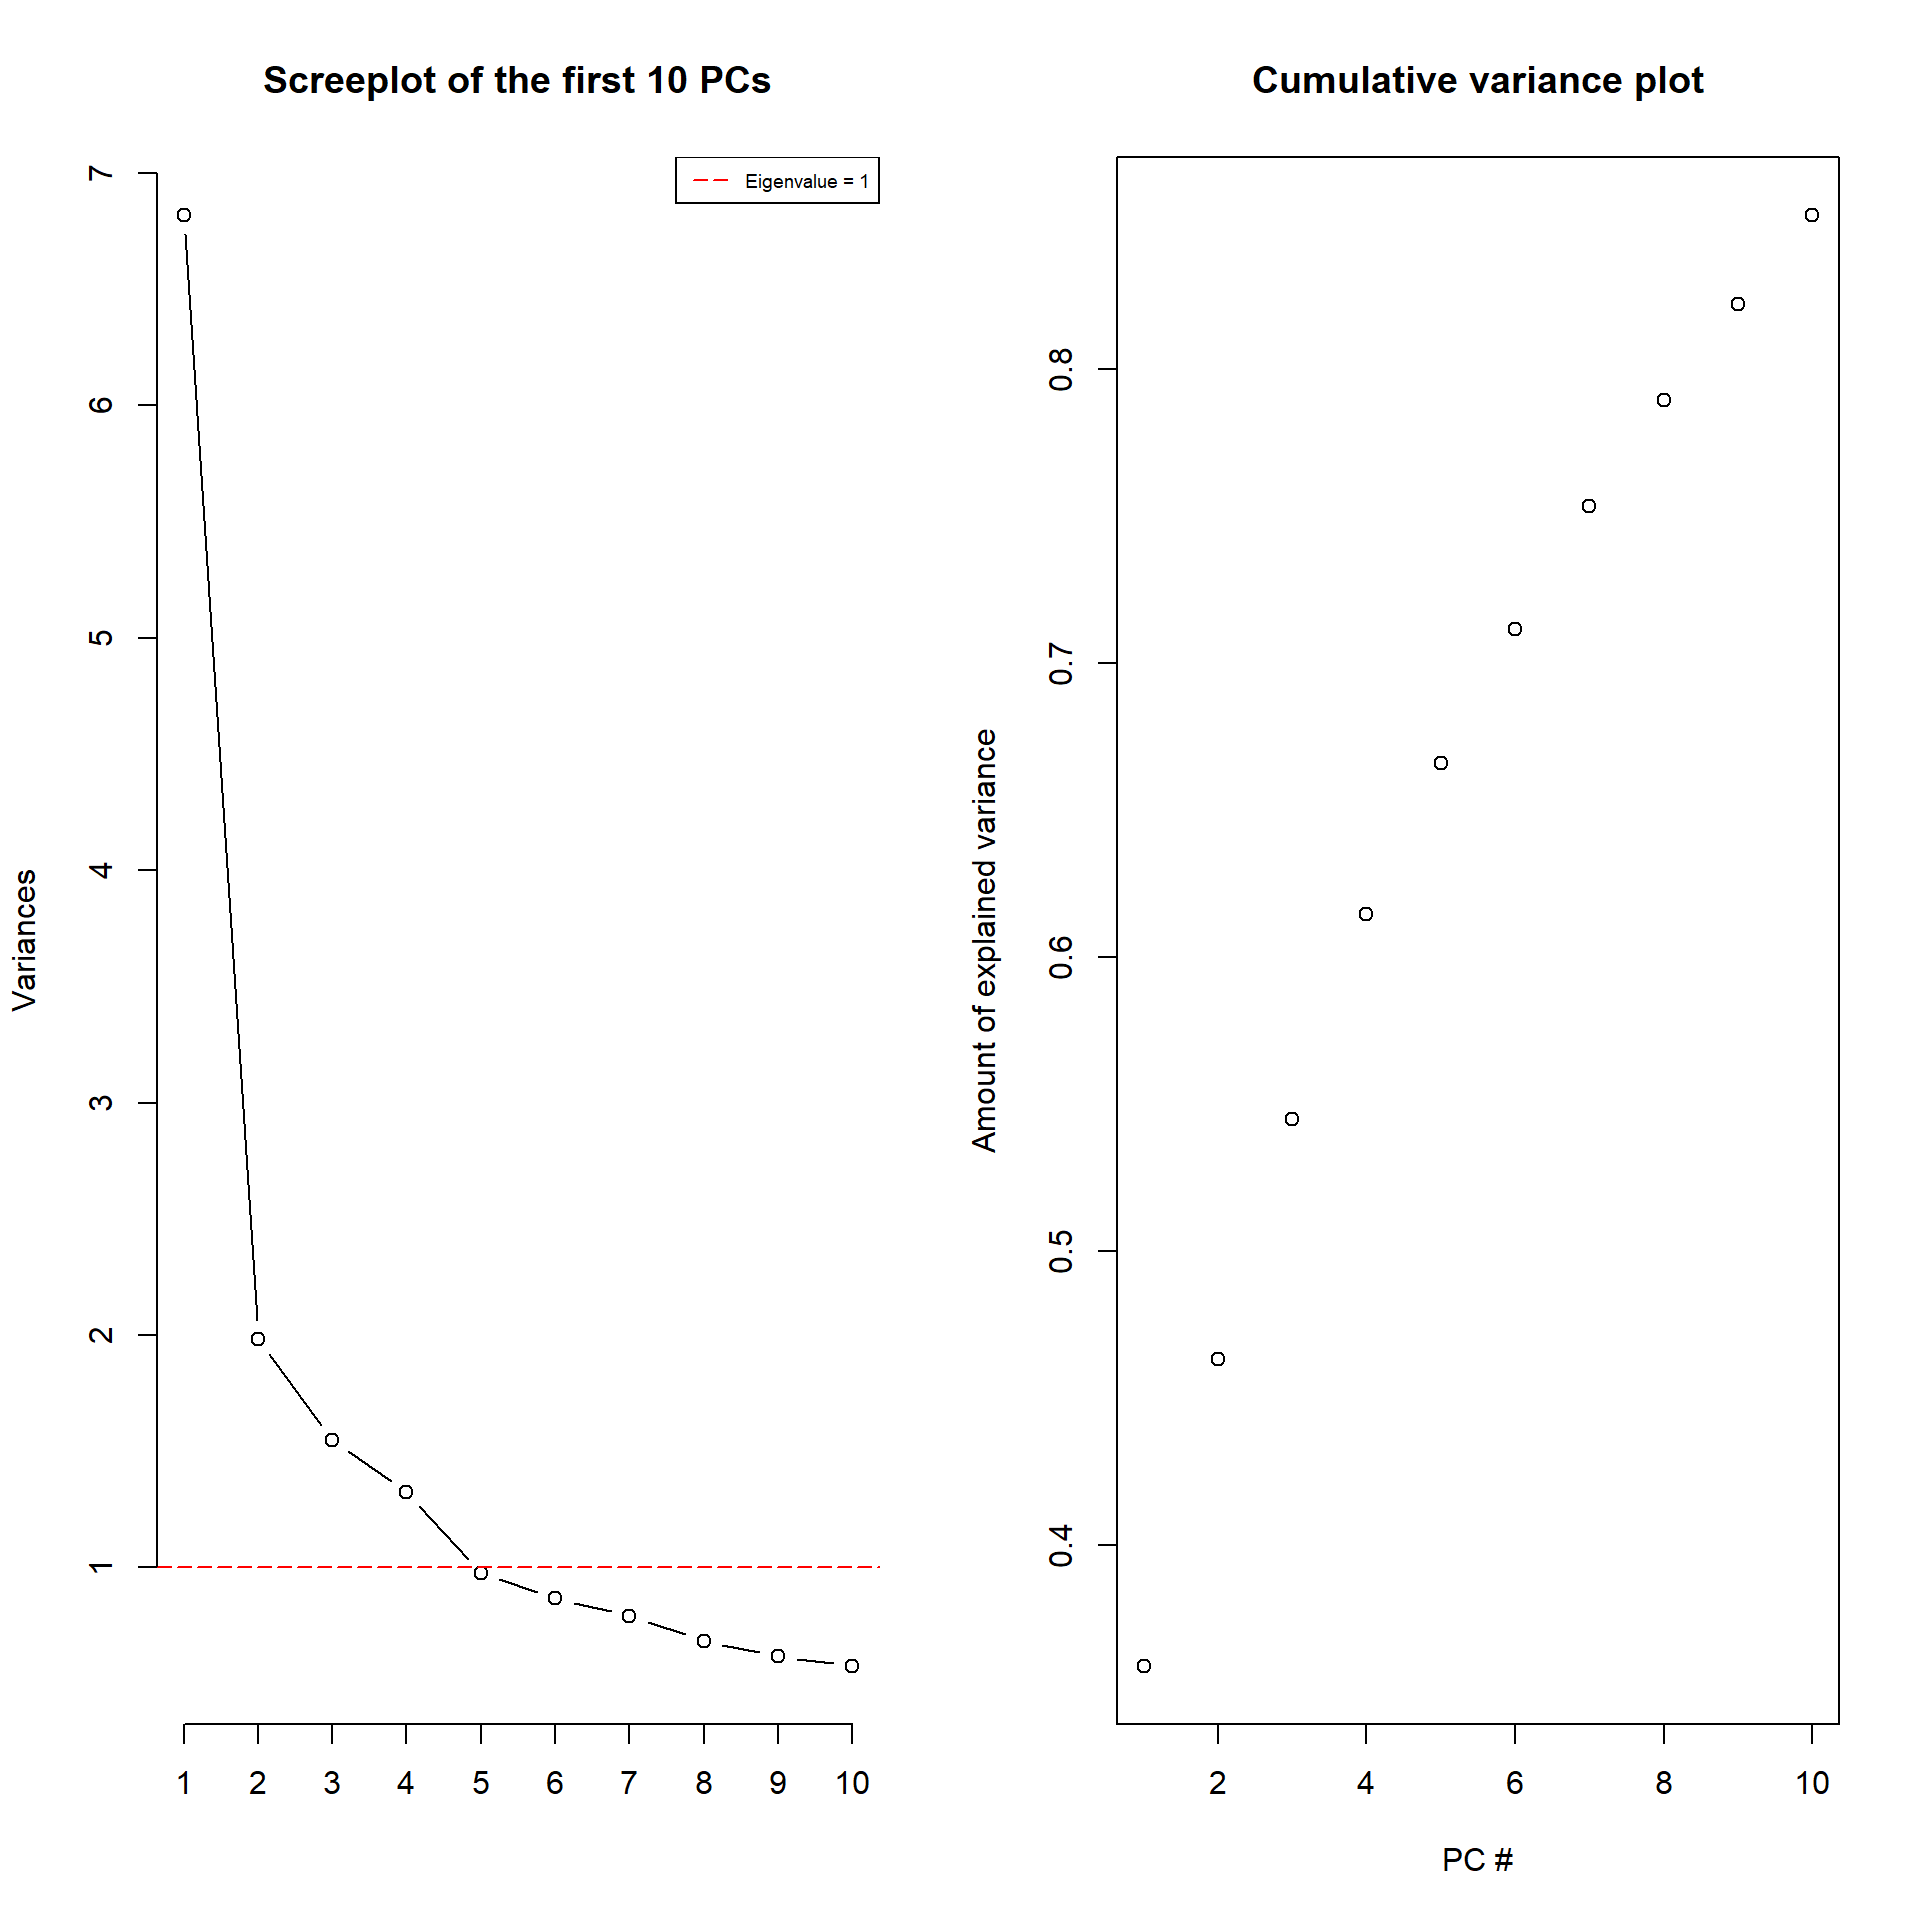 Screeplot of the first 10 PCs
Eigenvalue = 1
Variances
7
6
5
4
3
2
1
1 2 3 4 5 6 7 8 9 10
Cumulative variance plot
Amount of explained variance
0.8
0.7
0.6
0.5
0.4
2 4 6 8 10
PC #